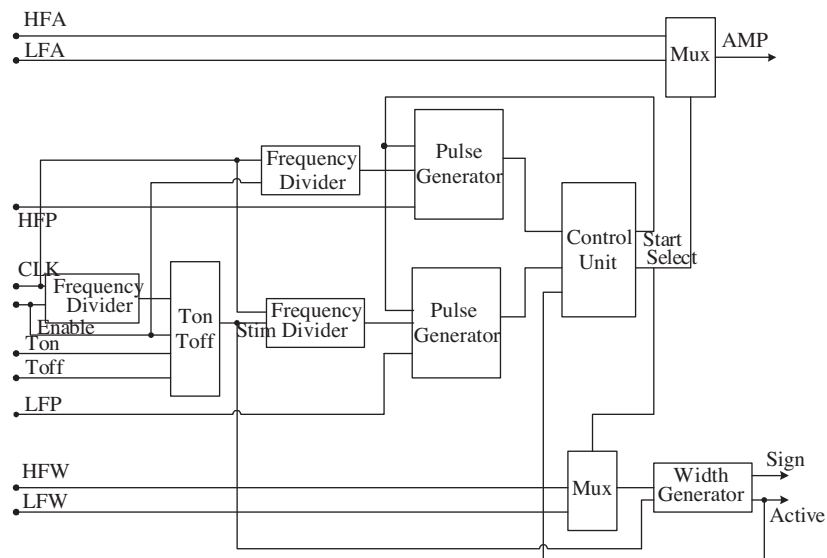 HFA
LFA
Mux
AMP
Frequency
Divider
Pulse
Generator
HFP
Control
Unit
Start
Select
CLK
Frequency
Divider
Enable
Ton
Toff
Stim
Frequency
Divider
Pulse
Generator
Ton
Toff
LFP
HFW
LFW
Mux
Width
Generator
Sign
Active